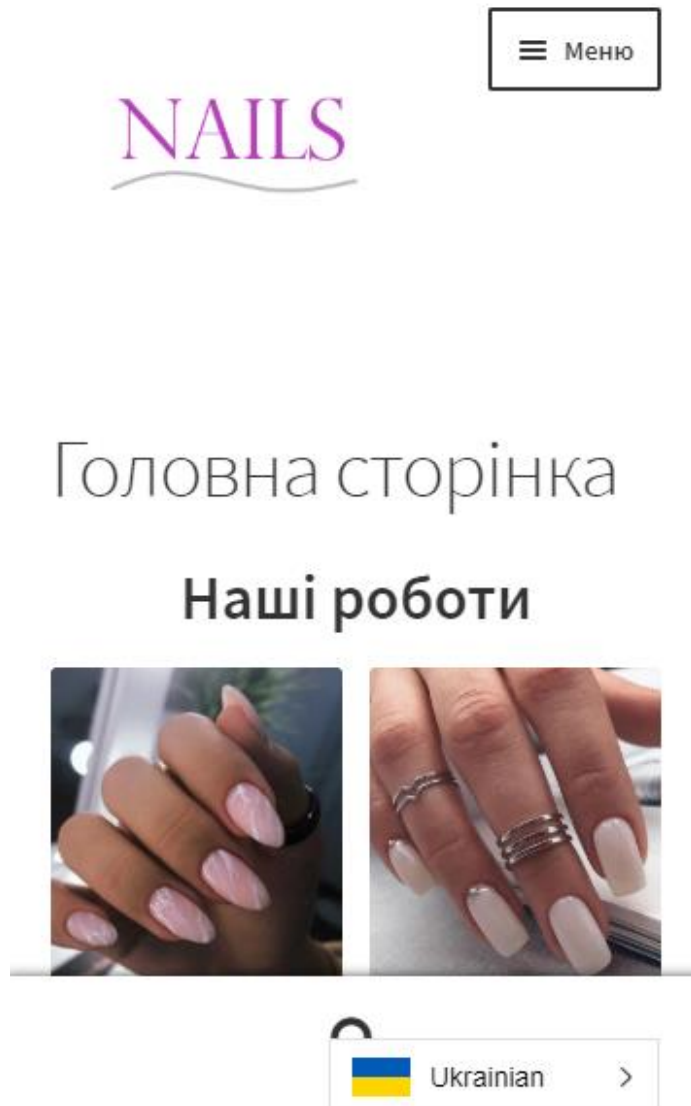 Меню
NAILS
Головна сторінка
Наші роботи
Ukrainian